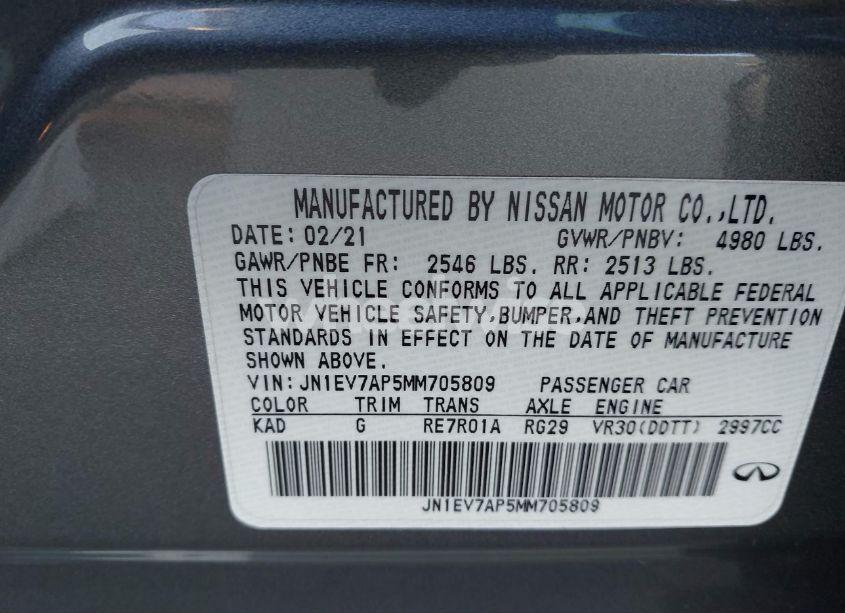 MANUFACTURED BY NISSAN MOTOR CO.,LTD.
DATE: 02/21 GVWR/PNBV: 4980 LBS.
GAWR/PNBE FR: 2546 LBS. RR: 2513 LBS.
THIS VEHICLE CONFORMS TO ALL APPLICABLE FEDERAL
MOTOR VEHICLE SAFETY,BUMPER,AND THEFT PREVENTION
STANDARDS IN EFFECT ON THE DATE OF MANUFACTURE
SHOWN ABOVE.
VIN: JN1EV7AP5MM705809 PASSENGER CAR
COLOR TRIM TRANS AXLE ENGINE
KAD G RE7R01A RG29 VR30(DDTT) 2997CC
JN1EV7AP5MM705809